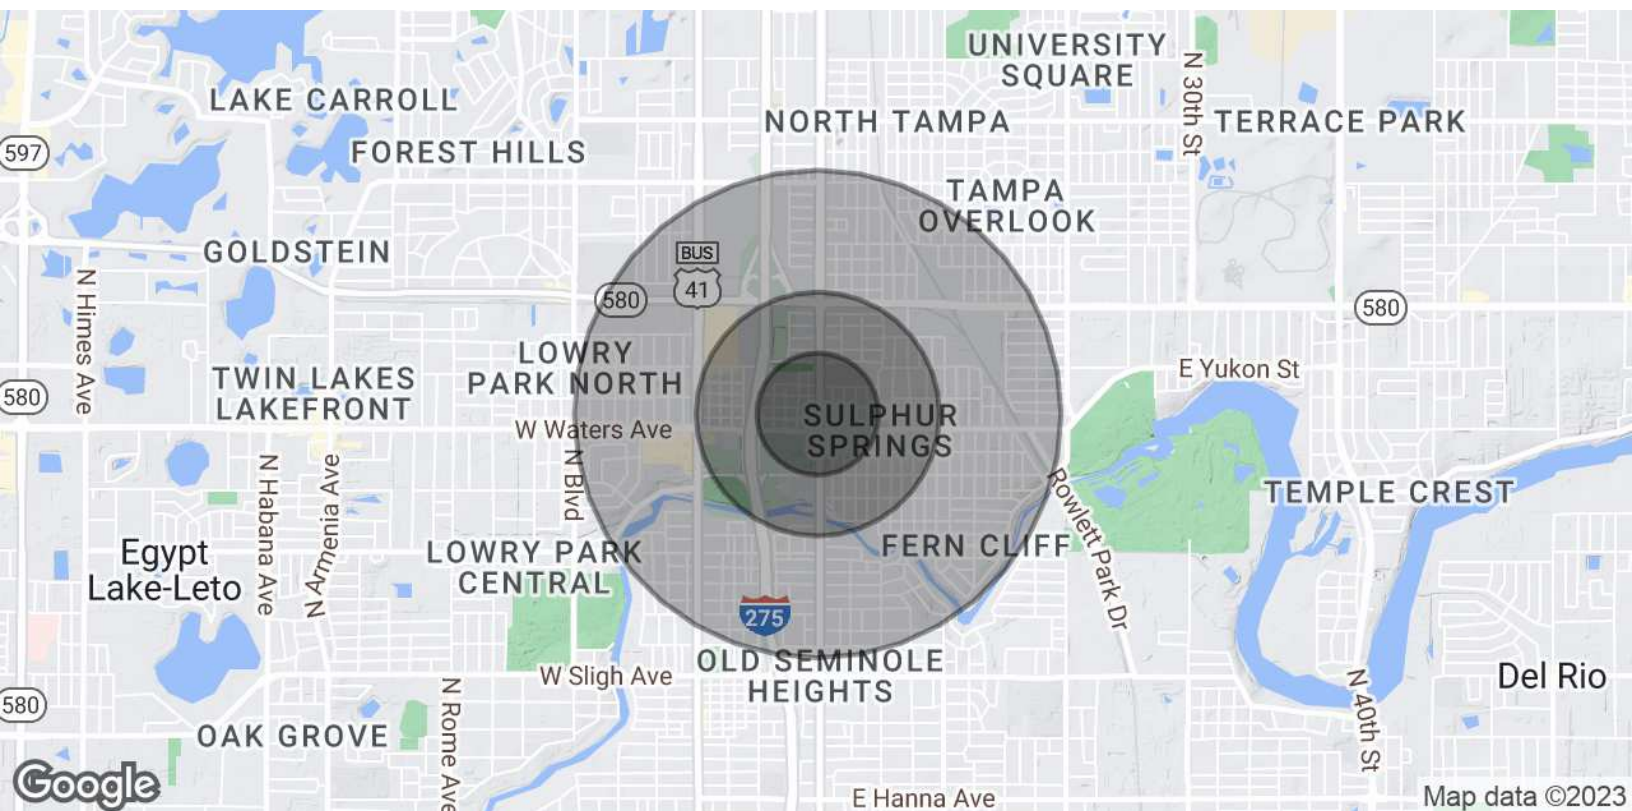 UNIVERSITY
SQUARE
N 30th St
LAKE CARROLL
NORTH TAMPA
TERRACE PARK
597
FOREST HILLS
TAMPA
OVERLOOK
GOLDSTEIN
BUS
41
580
580
N Himes Ave
LOWRY
PARK NORTH
E Yukon St
TWIN LAKES
LAKEFRONT
580
SULPHUR
SPRINGS
W Waters Ave
N Blvd
N Habana Ave
N Armenia Ave
Rowlett Park Dr
TEMPLE CREST
Egypt
Lake-Leto
LOWRY PARK
CENTRAL
FERN CLIFF
275
OLD SEMINOLE
HEIGHTS
W Sligh Ave
Del Rio
580
N Rome Ave
N 40th St
OAK GROVE
Google
E Hanna Ave
Map data ©2023